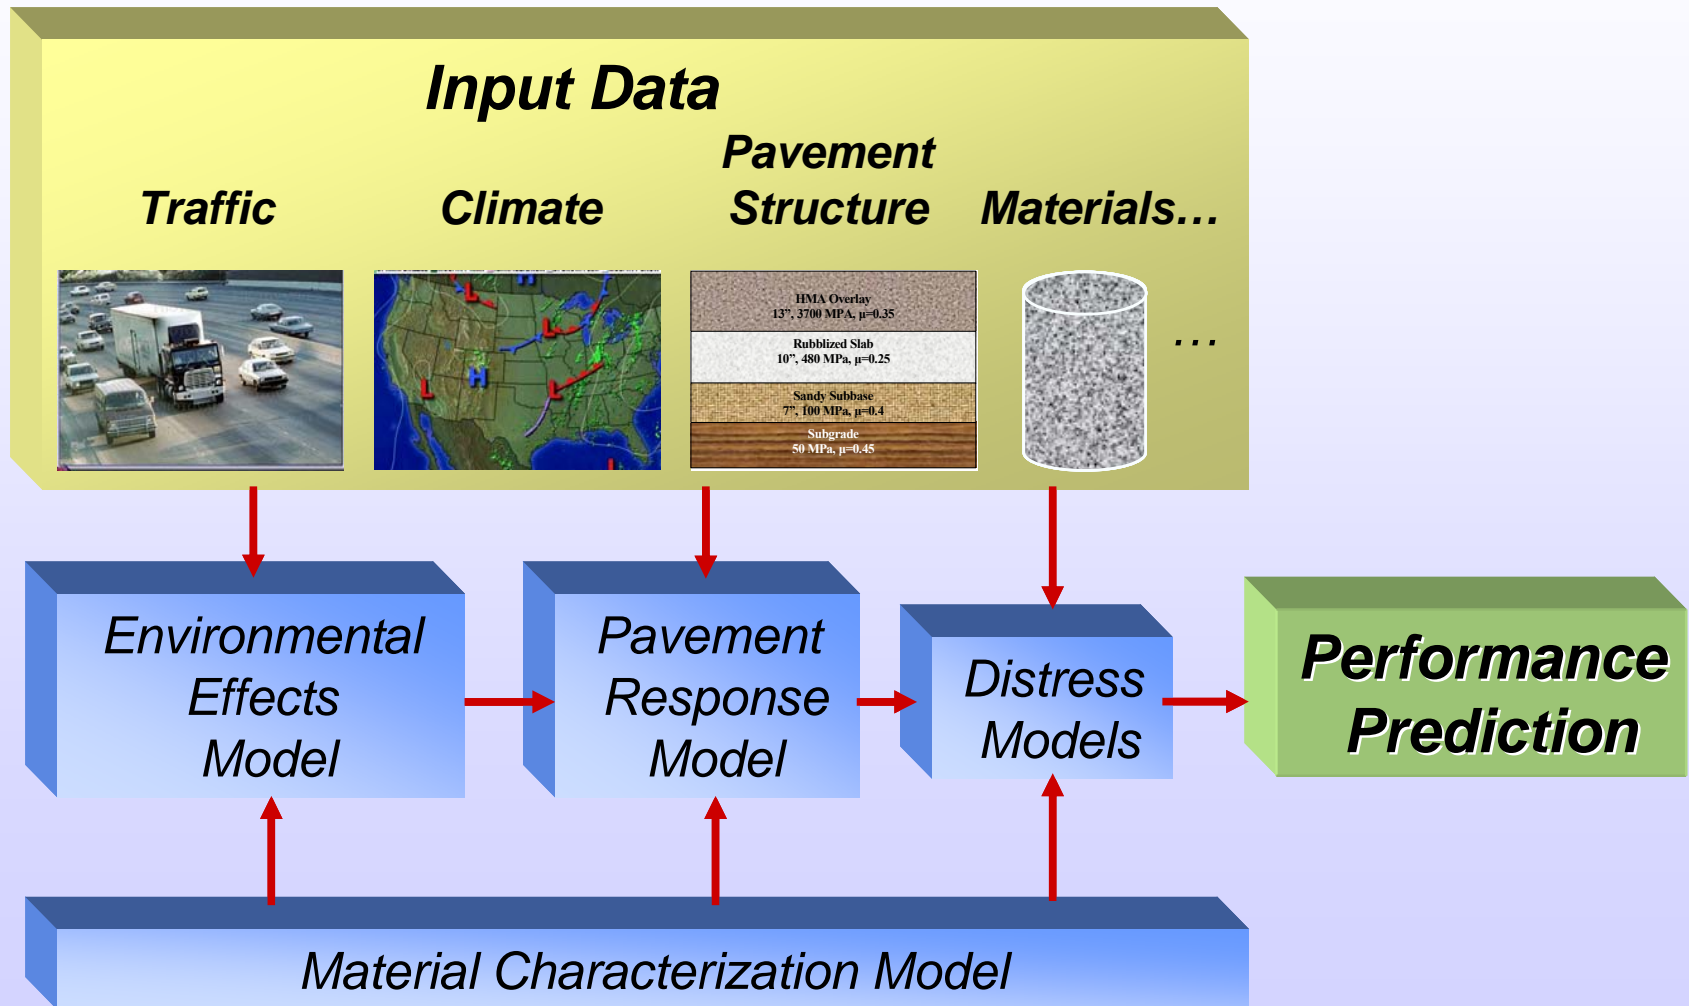 Input Data
Traffic
Climate
Pavement
Structure
Materials…
HMA Overlay
13”, 3700 MPA, µ=0.35
Rubblized Slab
10”, 480 MPa, µ=0.25
Sandy Subbase
7”, 100 MPa, µ=0.4
Subgrade
50 MPa, µ=0.45
H
L
L
H
L
L
…
Environmental
Effects
Model
Pavement
Response
Model
Distress
Models
Performance
Prediction
Material Characterization Model